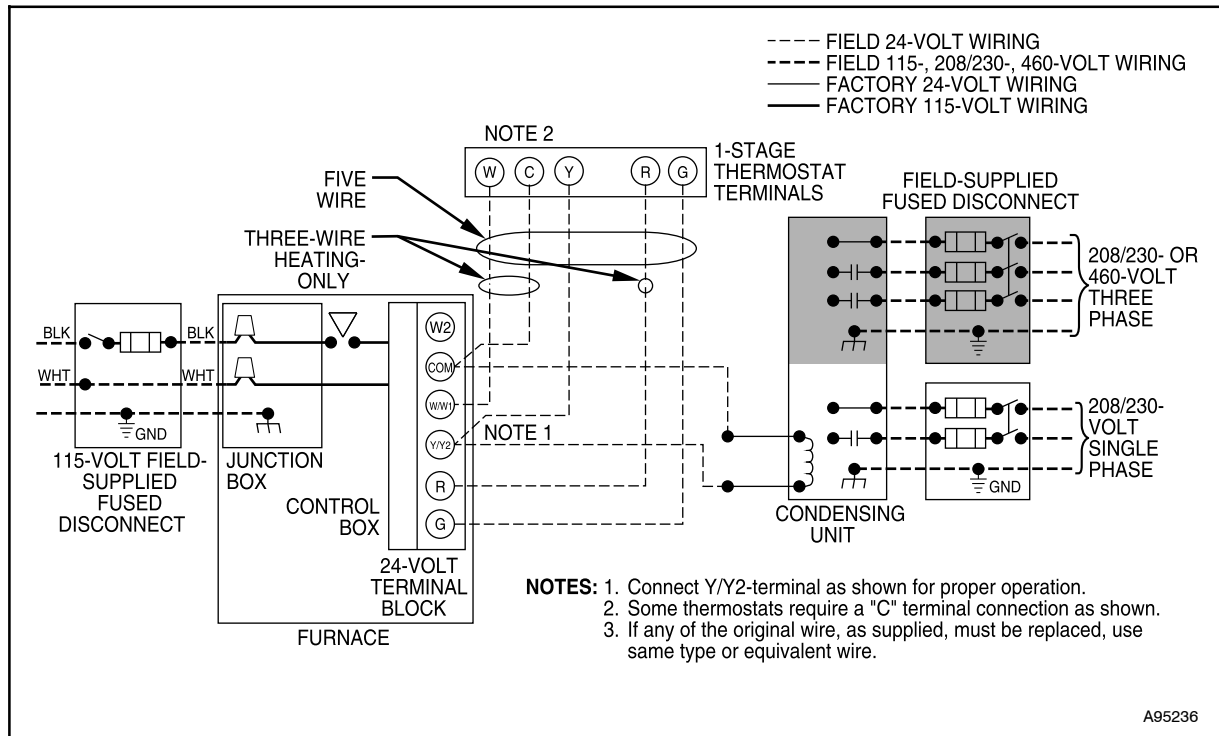 FIELD 24-VOLT WIRING
FIELD 115-, 208/230-, 460-VOLT WIRING
FACTORY 24-VOLT WIRING
FACTORY 115-VOLT WIRING
NOTE 2
W C Y R G
1-STAGE
THERMOSTAT
TERMINALS
FIVE
WIRE
THREE-WIRE
HEATING-
ONLY
FIELD-SUPPLIED
FUSED DISCONNECT
208/230- OR
460-VOLT
THREE
PHASE
BLK
BLK
WHT
WHT
GND
115-VOLT FIELD-
SUPPLIED
FUSED
DISCONNECT
JUNCTION
BOX
CONTROL
BOX
W2
COM
W/W1
Y/Y2
R
G
NOTE 1
24-VOLT
TERMINAL
BLOCK
FURNACE
CONDENSING
UNIT
GND
208/230-
VOLT
SINGLE
PHASE
NOTES: 1. Connect Y/Y2-terminal as shown for proper operation.
2. Some thermostats require a "C" terminal connection as shown.
3. If any of the original wire, as supplied, must be replaced, use
same type or equivalent wire.
A95236